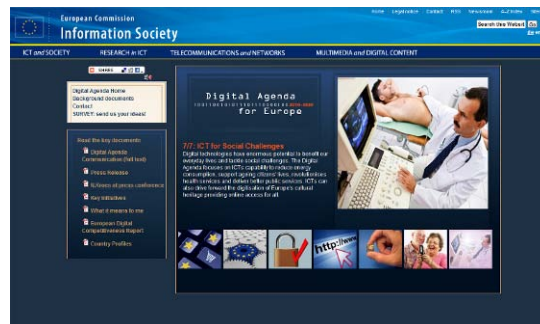 Home Legal notice Contact RSS Newsroom A-Z Index
European Commission
Information Society
Search this Website Go
ICT and SOCIETY RESEARCH in ICT TELECOMMUNICATIONS and NETWORKS MULTIMEDIA and DIGITAL CONTENT
SHARE
Digital Agenda Home
Background documents
Contact
SURVEY: send us your ideas!
Read the key documents
Digital Agenda
Communication (full text)
Press Release
Key initiatives
What it means to me
European Digital
Competitiveness Report
Country Profiles
Digital Agenda
for Europe
7/7: ICT for Social Challenges
Digital technologies have enormous potential to benefit our
everyday lives and tackle social challenges. The Digital
Agenda focuses on ICTs capability to reduce energy
consumption, support ageing citizens' lives, revolutionises
health services and deliver better public services. ICTs can
also drive forward the digitisation of Europe's cultural
heritage providing online access for all.
http://www